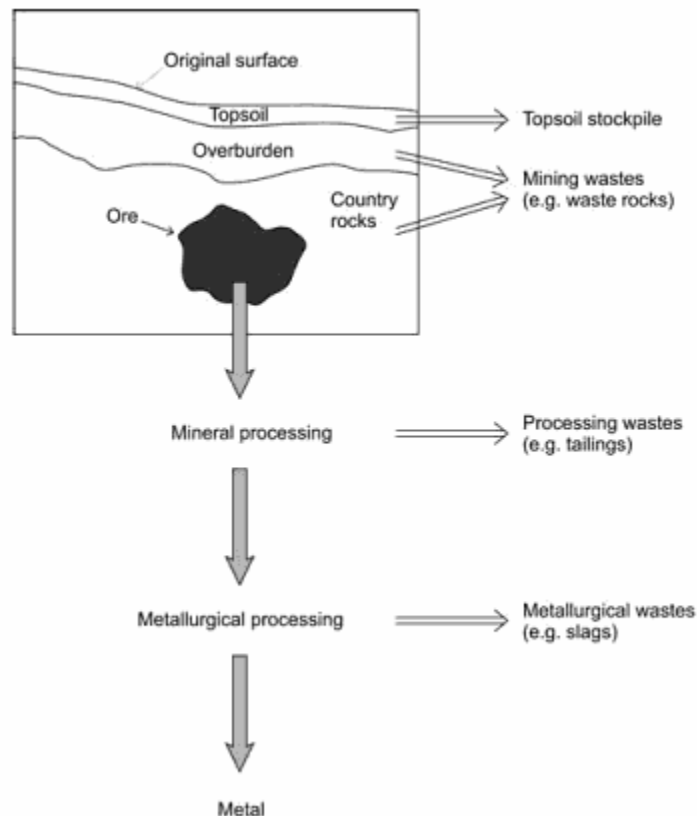 Original surface
Topsoil
Topsoil stockpile
Overburden
Mining wastes
(e.g. waste rocks)
Country
rocks
Ore
Mineral processing
Processing wastes
(e.g. tailings)
Metallurgical processing
Metallurgical wastes
(e.g. slags)
Metal